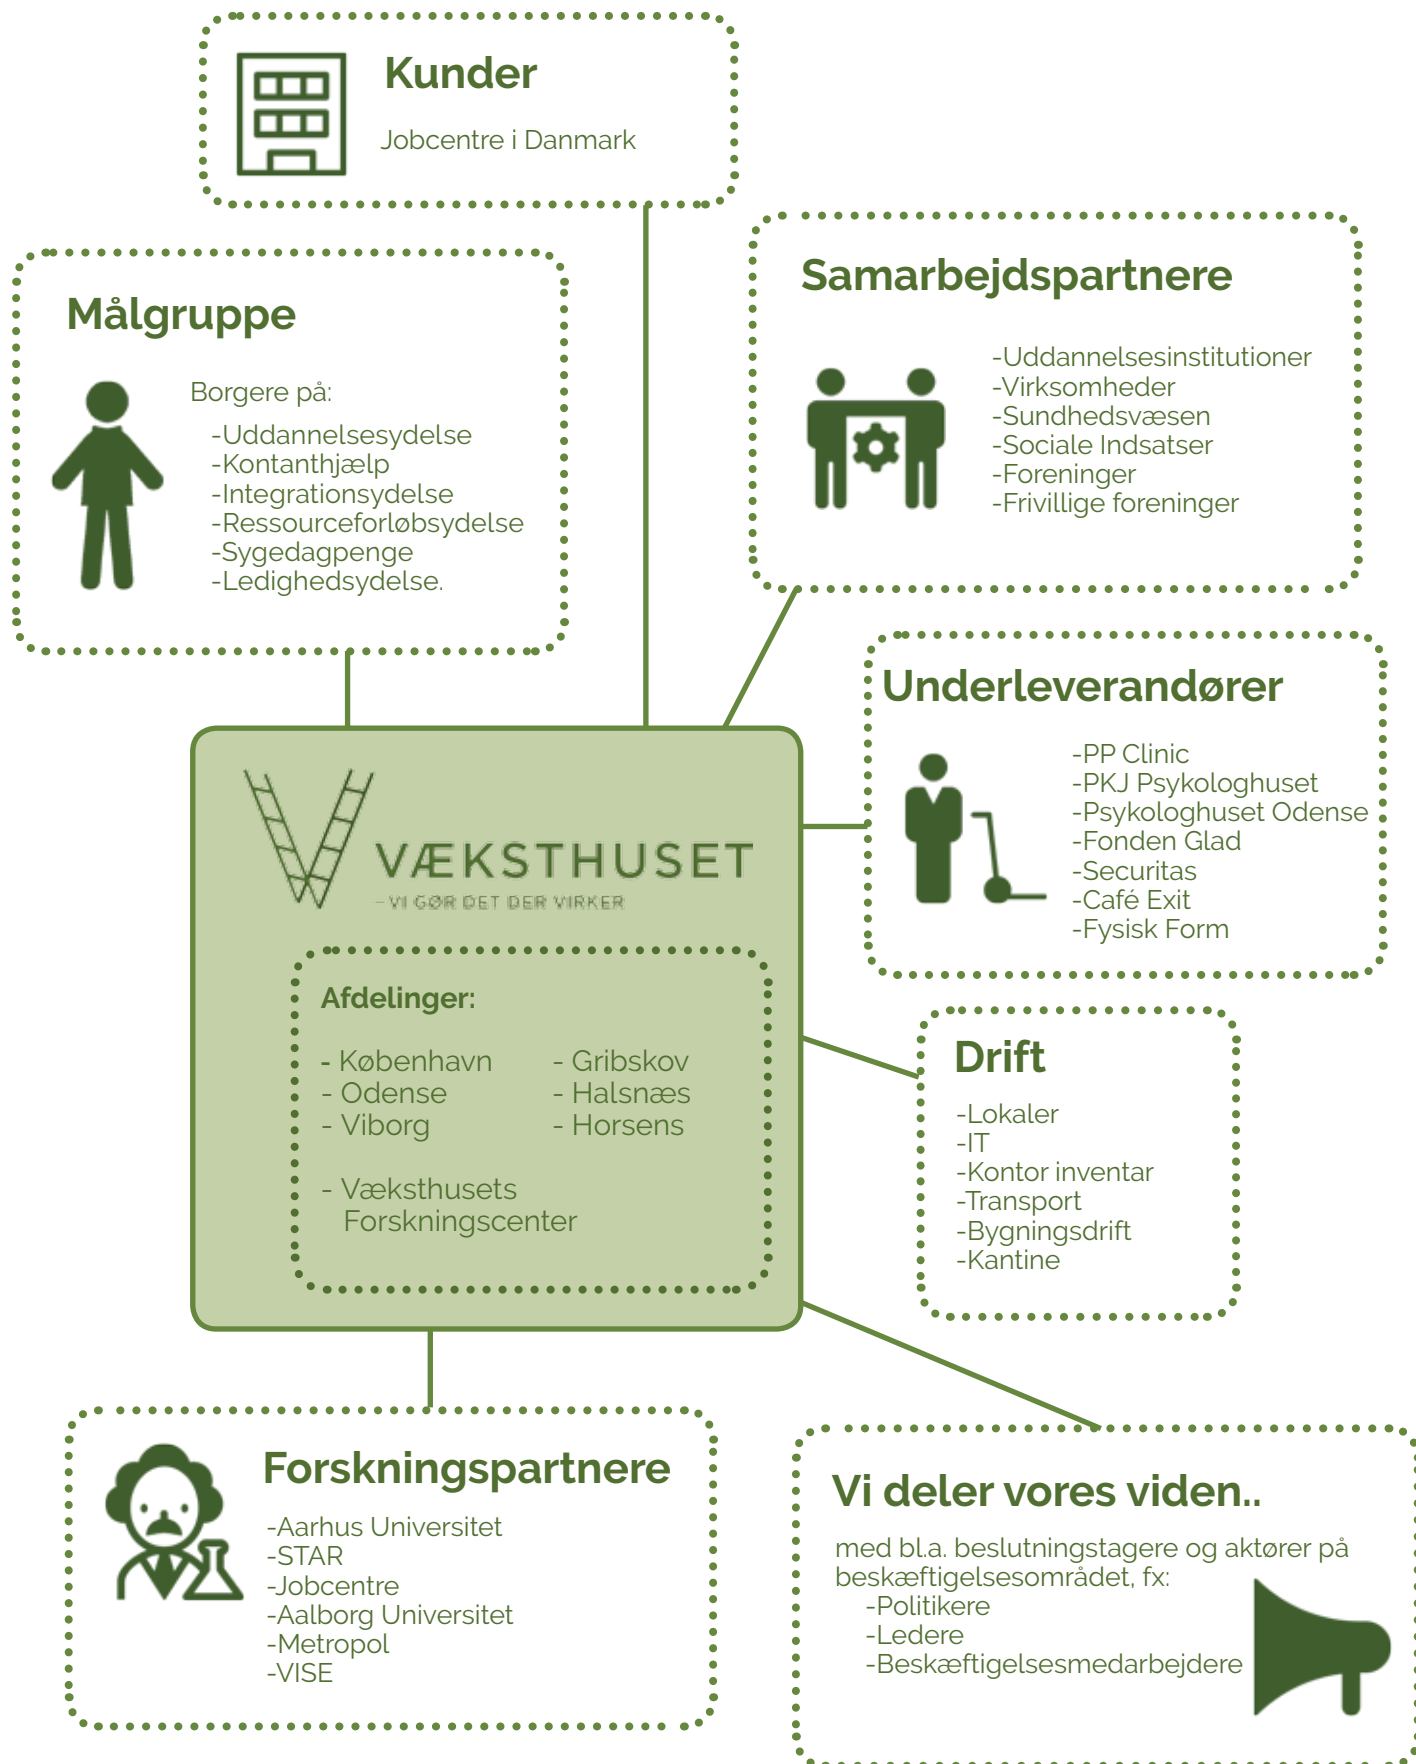 Kunder
Jobcentre i Danmark
Målgruppe
Borgere på:
-Uddannelsesydelse
-Kontanthjælp
-Integrationsydelse
-Ressourceforløbsydelse
-Sygedagpenge
-Ledighedsydelse.
Samarbejdspartnere
-Uddannelsesinstitutioner
-Virksomheder
-Sundhedsvæsen
-Sociale Indsatser
-Foreninger
-Frivillige foreninger
Underleverandører
-PP Clinic
-PKJ Psykologhuset
-Psykologhuset Odense
-Fonden Glad
-Securitas
-Café Exit
-Fysisk Form
VÆKSTHUSET
– VI GØR DET DER VIRKER
Afdelinger:
- København
- Odense
- Viborg
- Gribskov
- Halsnæs
- Horsens
- Væksthusets
Forskningscenter
Drift
-Lokaler
-IT
-Kontor inventar
-Transport
-Bygningsdrift
-Kantine
Forskningspartnere
-Aarhus Universitet
-STAR
-Jobcentre
-Aalborg Universitet
-Metropol
-VISE
Vi deler vores viden..
med bl.a. beslutningstagere og aktører på
beskæftigelsesområdet, fx:
-Politikere
-Ledere
-Beskæftigelsesmedarbejdere